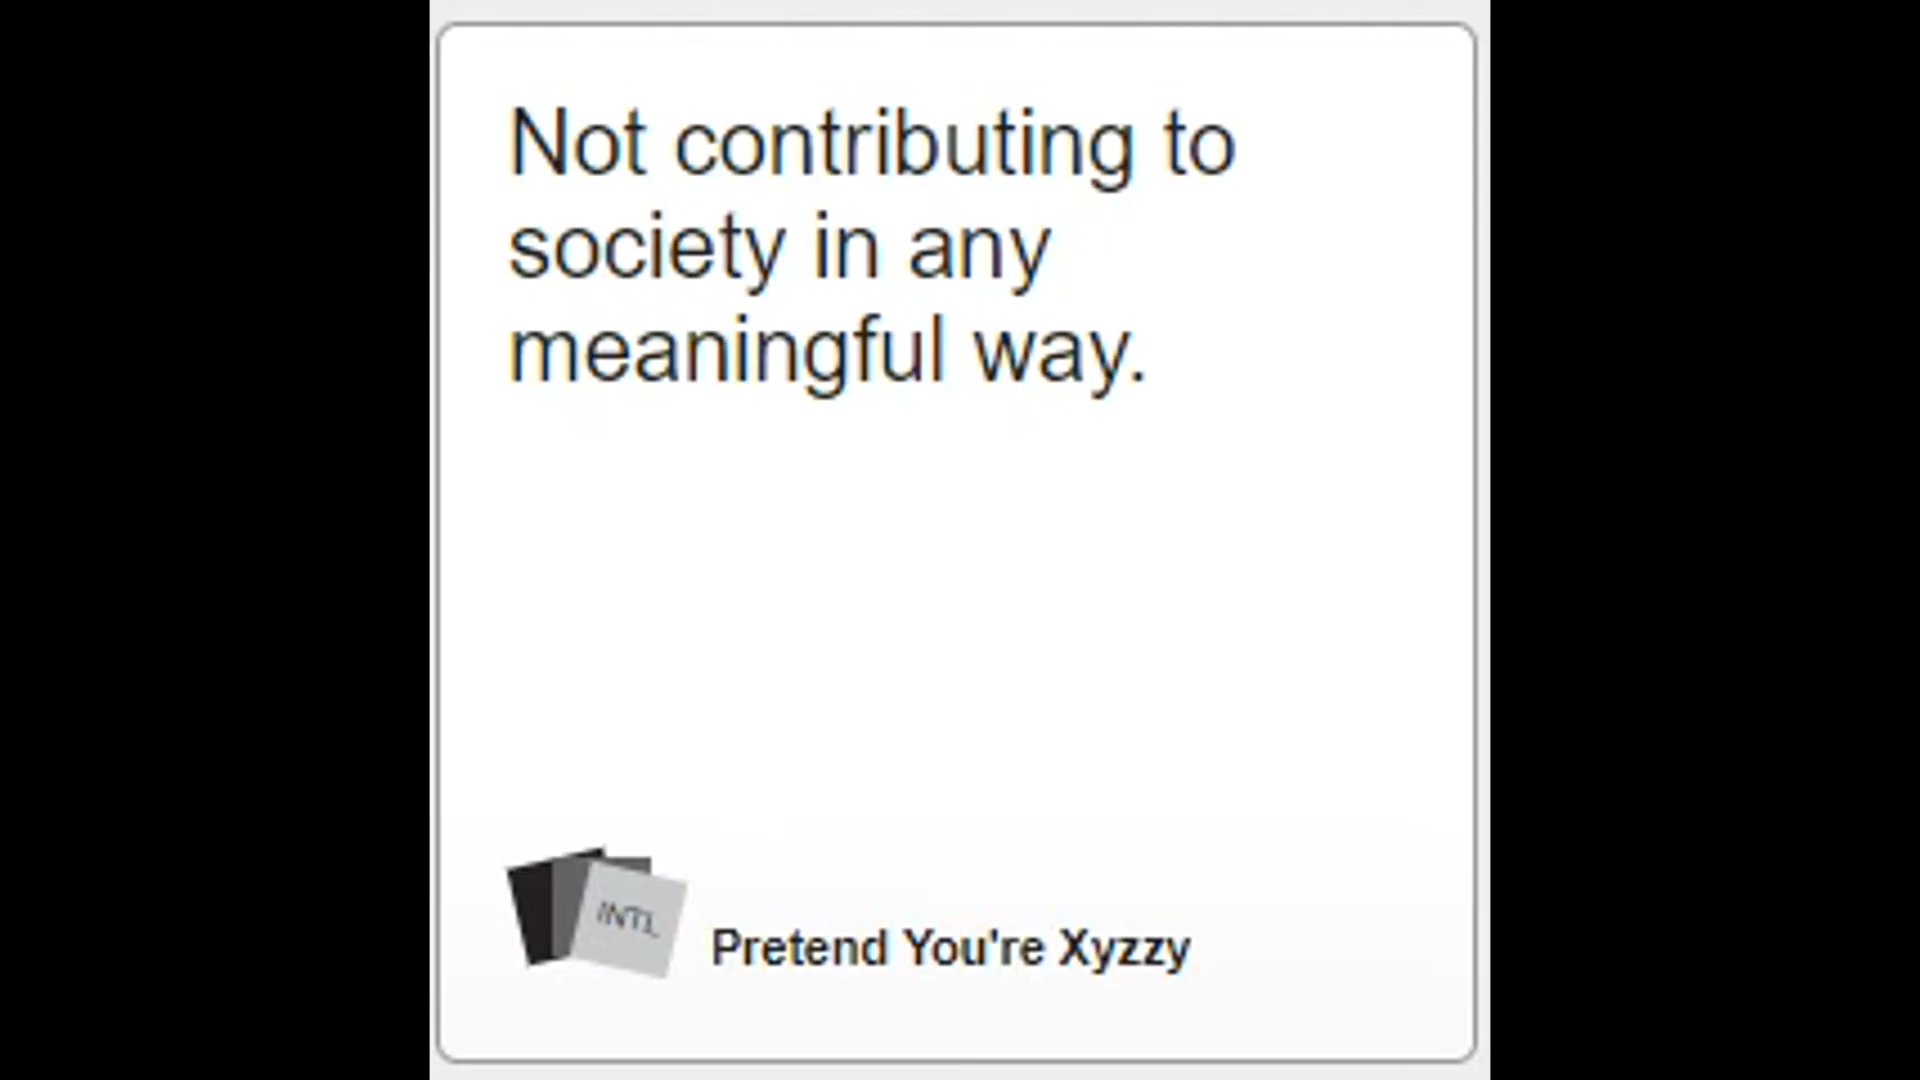 Not contributing to
society in any
meaningful way.
INTL
Pretend You're Xyzzy